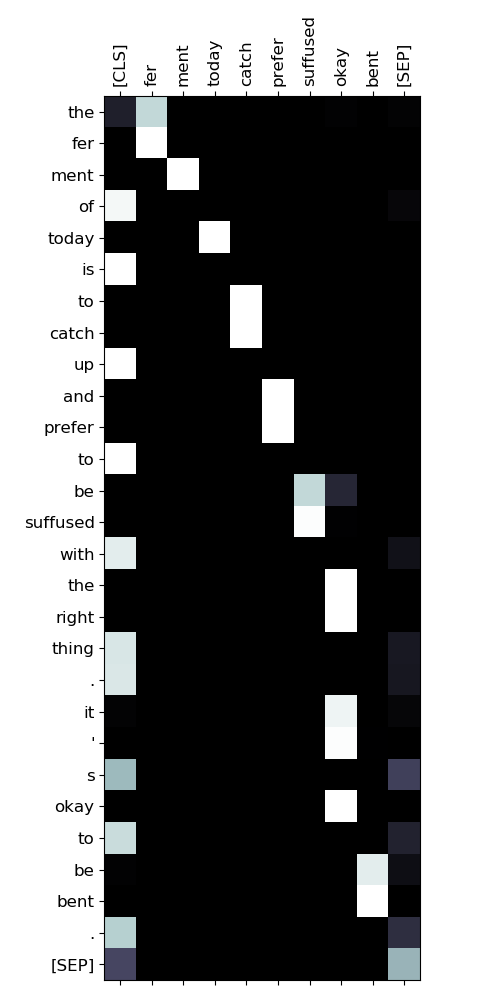 [CLS] fer ment today catch prefer suffused okay bent [SEP]
the
fer
ment
of
today
is
to
catch
up
and
prefer
to
be
suffused
with
the
right
thing
.
it
'
s
okay
to
be
bent
.
[SEP]